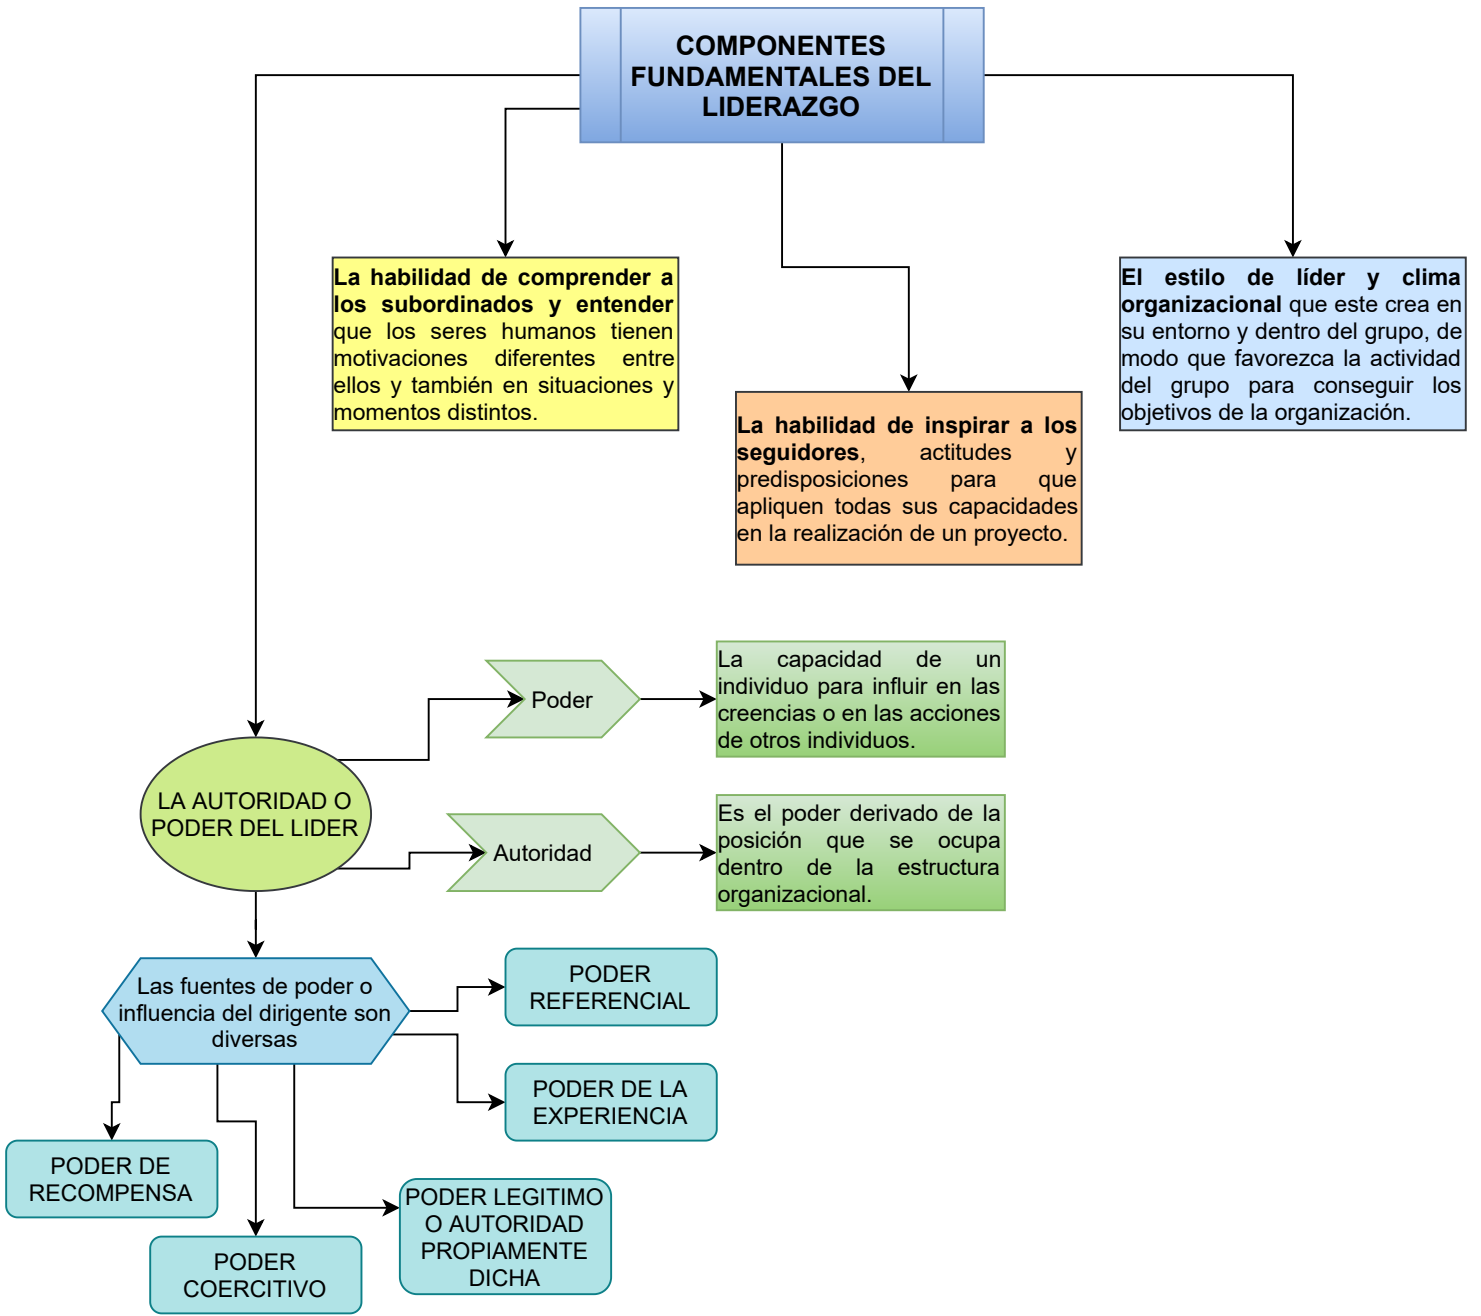 COMPONENTES
FUNDAMENTALES DEL
LIDERAZGO
La habilidad de comprender a
los subordinados y entender
que los seres humanos tienen
motivaciones diferentes entre
ellos y también en situaciones y
momentos distintos.
La habilidad de inspirar a los
seguidores, actitudes y
predisposiciones para que
apliquen todas sus capacidades
en la realización de un proyecto.
El estilo de líder y clima
organizacional que este crea en
su entorno y dentro del grupo, de
modo que favorezca la actividad
del grupo para conseguir los
objetivos de la organización.
LA AUTORIDAD O
PODER DEL LIDER
Poder
La capacidad de un
individuo para influir en las
creencias o en las acciones
de otros individuos.
Autoridad
Es el poder derivado de la
posición que se ocupa
dentro de la estructura
organizacional.
Las fuentes de poder o
influencia del dirigente son
diversas
PODER
REFERENCIAL
PODER DE LA
EXPERIENCIA
PODER DE
RECOMPENSA
PODER
COERCITIVO
PODER LEGITIMO
O AUTORIDAD
PROPIAMENTE
DICHA